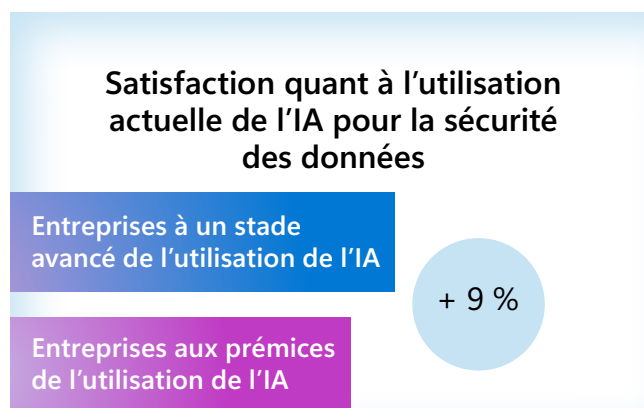 Satisfaction quant à l’utilisation
actuelle de l’IA pour la sécurité
des données
Entreprises à un stade
avancé de l’utilisation de l’IA
+ 9 %
Entreprises aux prémices
de l’utilisation de l’IA